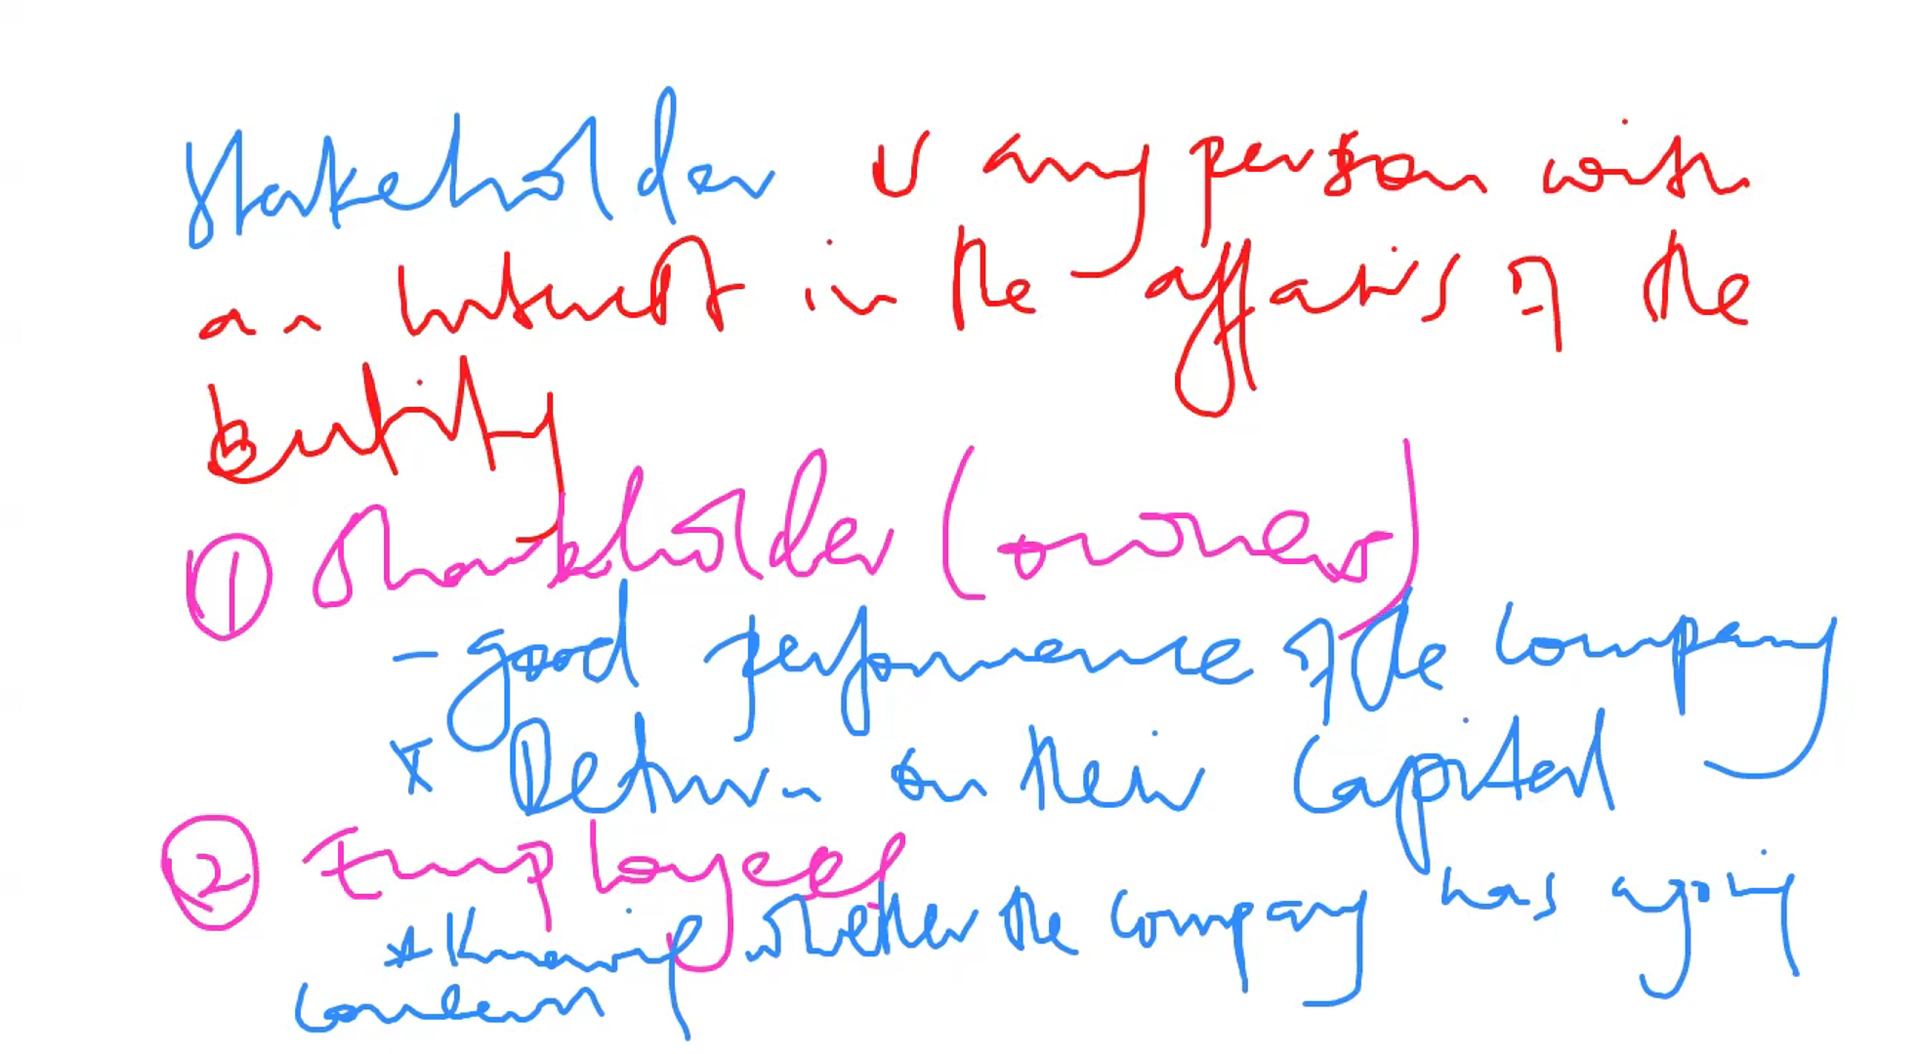 Stakeholder is any person with
an interest in the affairs of the
Entity
① Shareholder (owners)
- good performance of the company
* Return on their Capital
② Employees
* Knowing whether the company has a going
concern